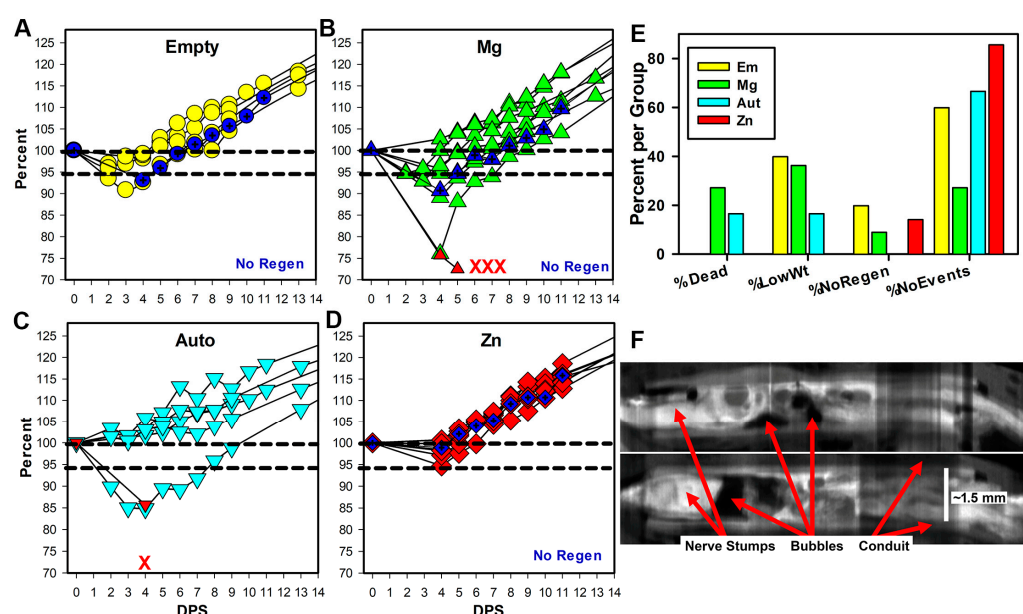 A
Empty
Percent
125
120
115
110
105
100
95
90
85
80
75
70
No Regen
0 1 2 3 4 5 6 7 8 9 10 11 12 13 14
B
Mg
125
120
115
110
105
100
95
90
85
80
75
70
XXX
No Regen
0 1 2 3 4 5 6 7 8 9 10 11 12 13 14
C
Auto
Percent
125
120
115
110
105
100
95
90
85
80
75
70
X
0 1 2 3 4 5 6 7 8 9 10 11 12 13 14
DPS
D
Zn
125
120
115
110
105
100
95
90
85
80
75
70
No Regen
0 1 2 3 4 5 6 7 8 9 10 11 12 13 14
DPS
E
Percent per Group
80
60
40
20
0
Em
Mg
Aut
Zn
%Dead
%LowWt
%NoRegen
%NoEvents
F
~1.5 mm
Nerve Stumps Bubbles Conduit